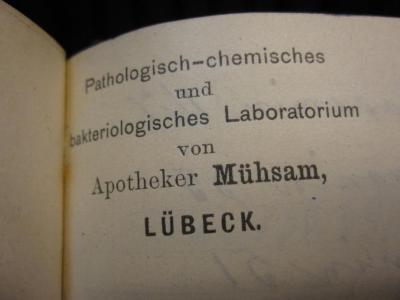 Pathologisch-chemisches
und
bakteriologisches Laboratorium
von
Apotheker Mühsam,
LÜBECK.